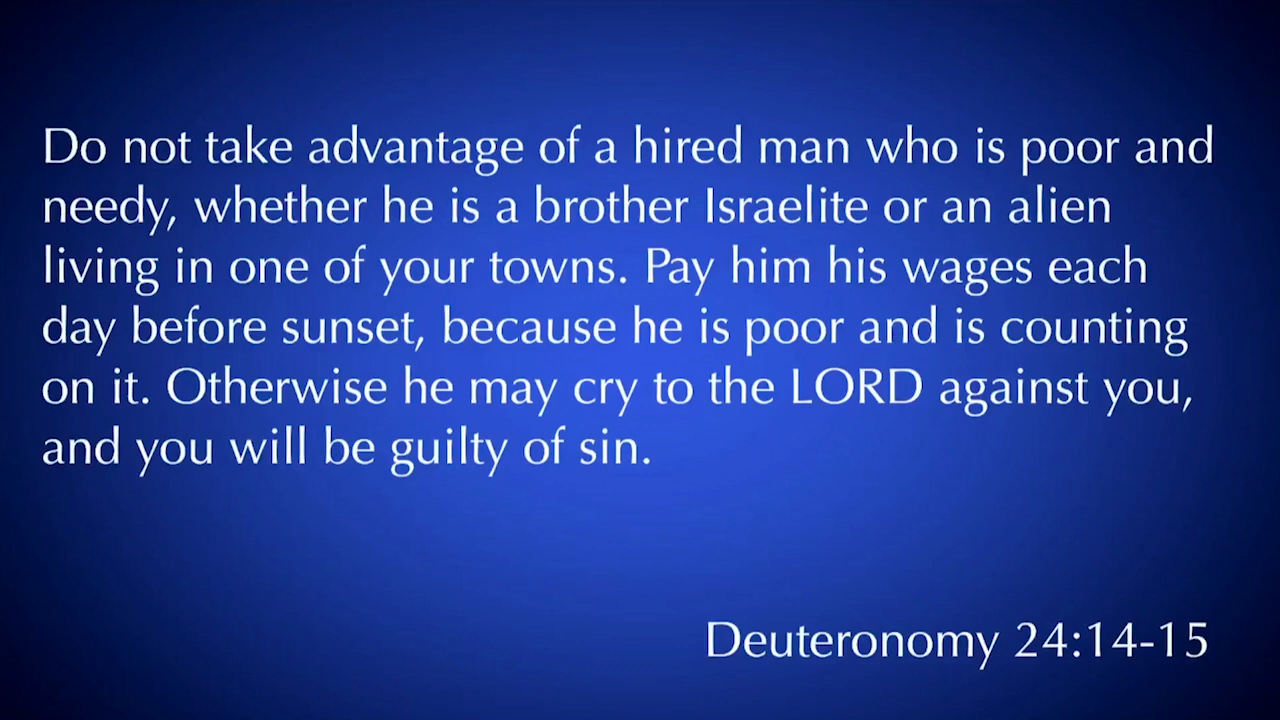 Do not take advantage of a hired man who is poor and
needy, whether he is a brother Israelite or an alien
living in one of your towns. Pay him his wages each
day before sunset, because he is poor and is counting
on it. Otherwise he may cry to the LORD against you,
and you will be guilty of sin.
Deuteronomy 24:14-15